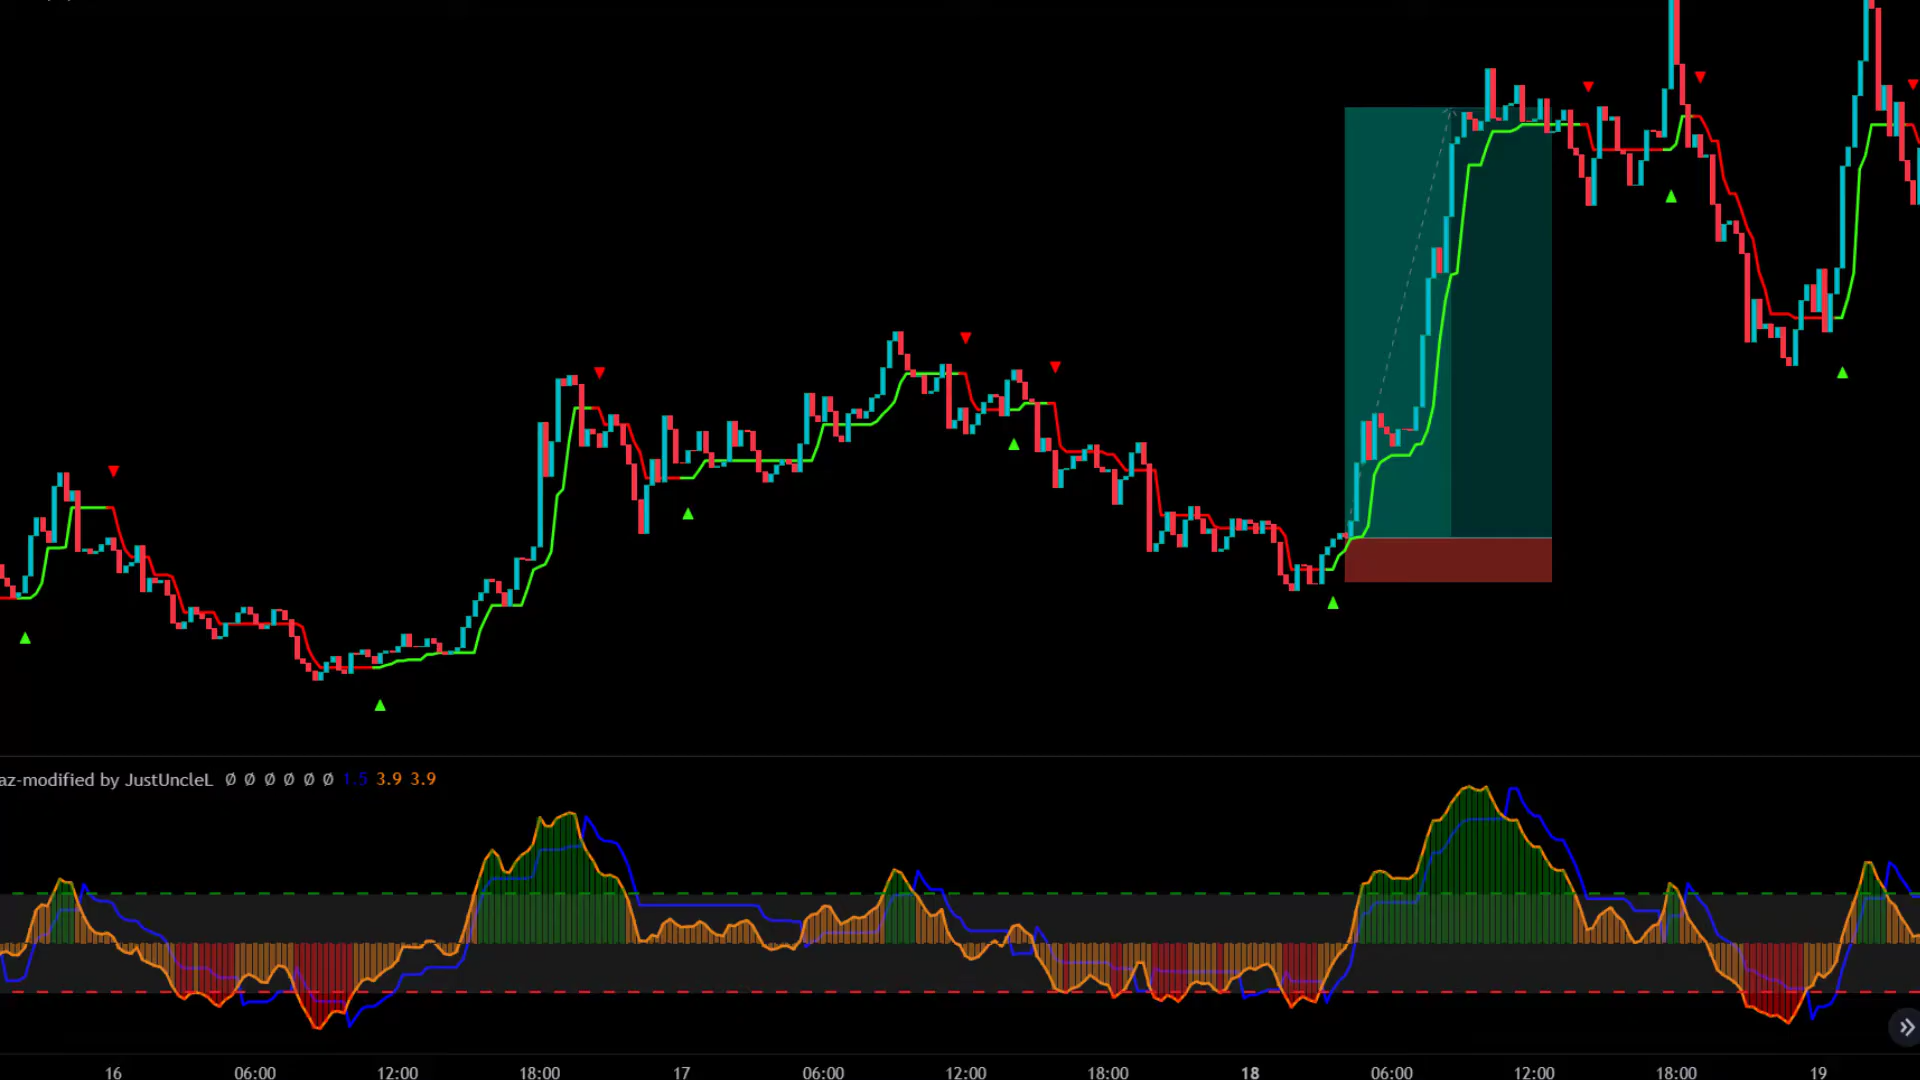 az-modified by JustUncleL Ø Ø Ø Ø Ø Ø 1.5 3.9 3.9
16 06:00 12:00 18:00 17 06:00 12:00 18:00 18 06:00 12:00 18:00 19